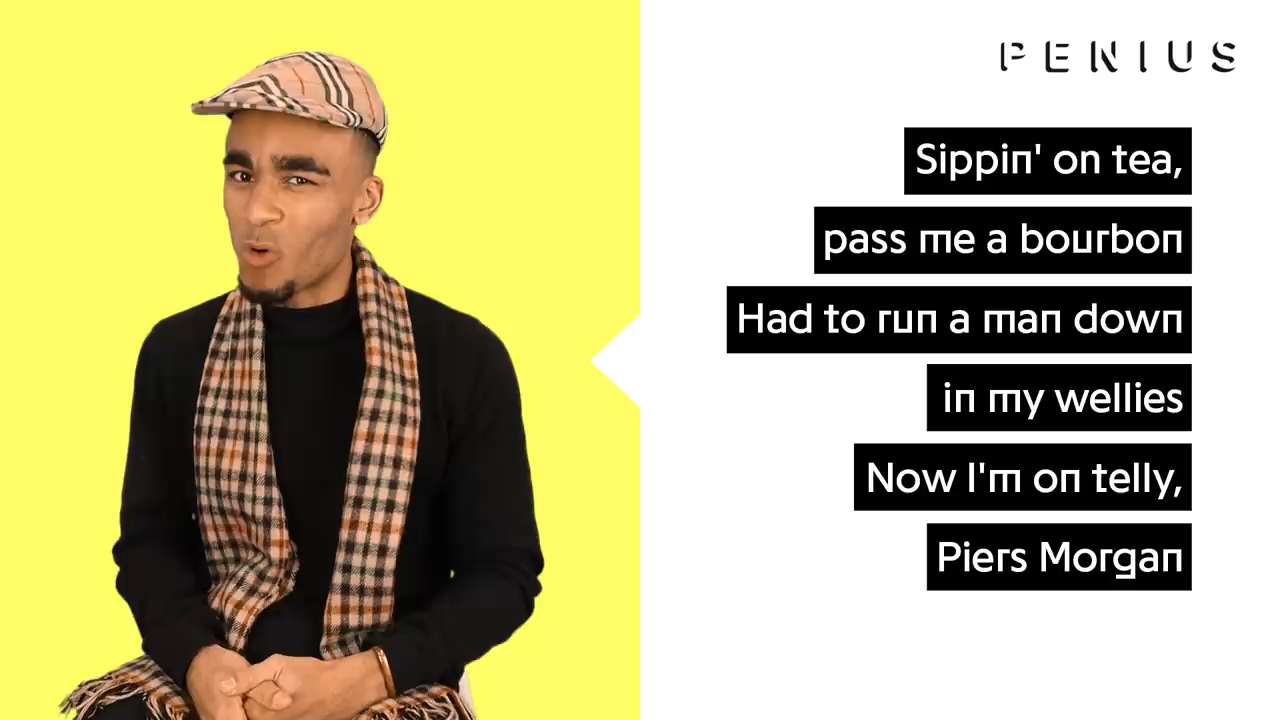 PENIUS
Sippin' on tea,
pass me a bourbon
Had to run a man down
in my wellies
Now I'm on telly,
Piers Morgan